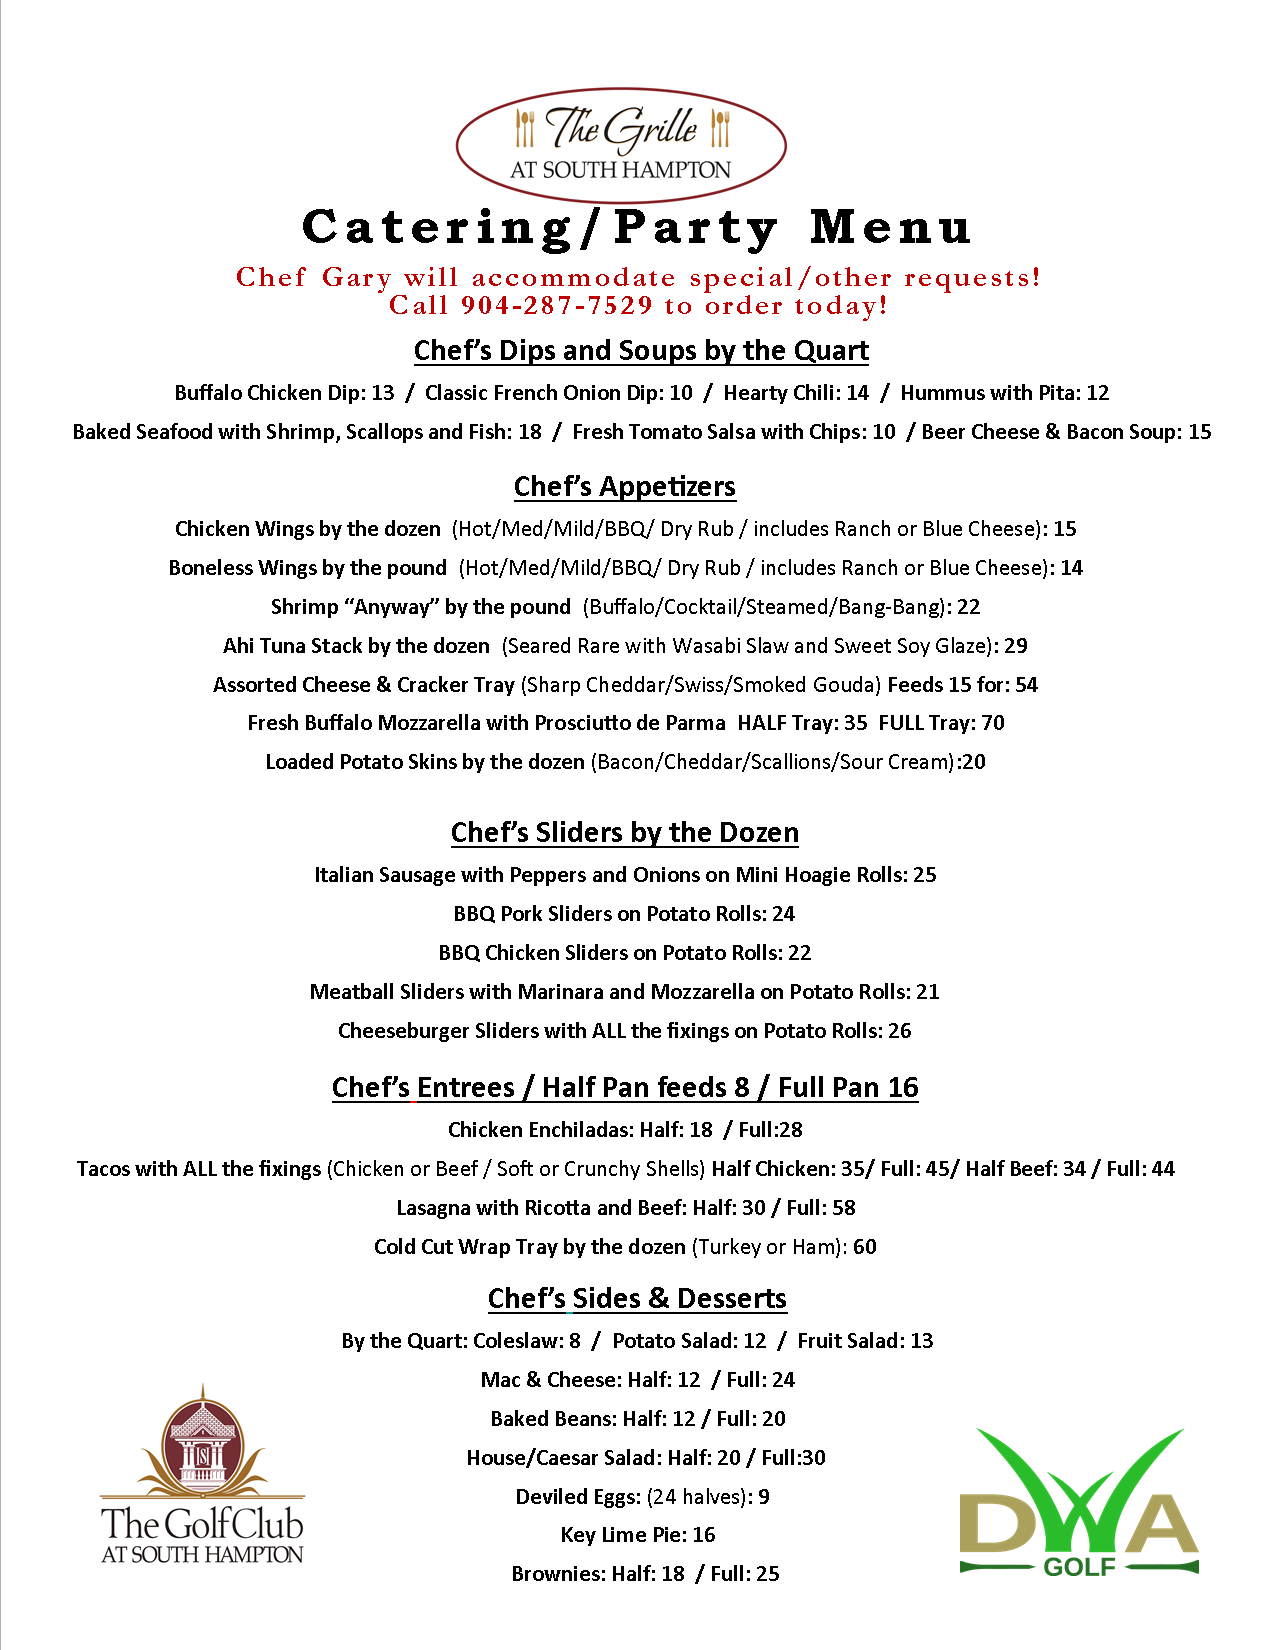 The Grille
AT SOUTH HAMPTON
Catering/Party Menu
Chef Gary will accommodate special/other requests!
Call 904-287-7529 to order today!
Chef’s Dips and Soups by the Quart
Buffalo Chicken Dip: 13 / Classic French Onion Dip: 10 / Hearty Chili: 14 / Hummus with Pita: 12
Baked Seafood with Shrimp, Scallops and Fish: 18 / Fresh Tomato Salsa with Chips: 10 / Beer Cheese & Bacon Soup: 15
Chef’s Appetizers
Chicken Wings by the dozen (Hot/Med/Mild/BBQ/ Dry Rub / includes Ranch or Blue Cheese): 15
Boneless Wings by the pound (Hot/Med/Mild/BBQ/ Dry Rub / includes Ranch or Blue Cheese): 14
Shrimp “Anyway” by the pound (Buffalo/Cocktail/Steamed/Bang-Bang): 22
Ahi Tuna Stack by the dozen (Seared Rare with Wasabi Slaw and Sweet Soy Glaze): 29
Assorted Cheese & Cracker Tray (Sharp Cheddar/Swiss/Smoked Gouda) Feeds 15 for: 54
Fresh Buffalo Mozzarella with Prosciutto de Parma HALF Tray: 35 FULL Tray: 70
Loaded Potato Skins by the dozen (Bacon/Cheddar/Scallions/Sour Cream):20
Chef’s Sliders by the Dozen
Italian Sausage with Peppers and Onions on Mini Hoagie Rolls: 25
BBQ Pork Sliders on Potato Rolls: 24
BBQ Chicken Sliders on Potato Rolls: 22
Meatball Sliders with Marinara and Mozzarella on Potato Rolls: 21
Cheeseburger Sliders with ALL the fixings on Potato Rolls: 26
Chef’s Entrees / Half Pan feeds 8 / Full Pan 16
Chicken Enchiladas: Half: 18 / Full:28
Tacos with ALL the fixings (Chicken or Beef / Soft or Crunchy Shells) Half Chicken: 35/ Full: 45/ Half Beef: 34 / Full: 44
Lasagna with Ricotta and Beef: Half: 30 / Full: 58
Cold Cut Wrap Tray by the dozen (Turkey or Ham): 60
Chef’s Sides & Desserts
By the Quart: Coleslaw: 8 / Potato Salad: 12 / Fruit Salad: 13
Mac & Cheese: Half: 12 / Full: 24
Baked Beans: Half: 12 / Full: 20
House/Caesar Salad: Half: 20 / Full:30
Deviled Eggs: (24 halves): 9
Key Lime Pie: 16
Brownies: Half: 18 / Full: 25
The Golf Club
AT SOUTH HAMPTON
DWA
GOLF